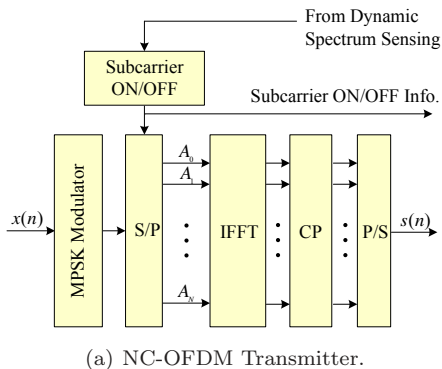 From Dynamic
Spectrum Sensing
Subcarrier
ON/OFF
Subcarrier ON/OFF Info.
x(n)
MPSK Modulator
S/P
A₀
A₁
A_N
IFFT
CP
P/S
s(n)
(a) NC-OFDM Transmitter.